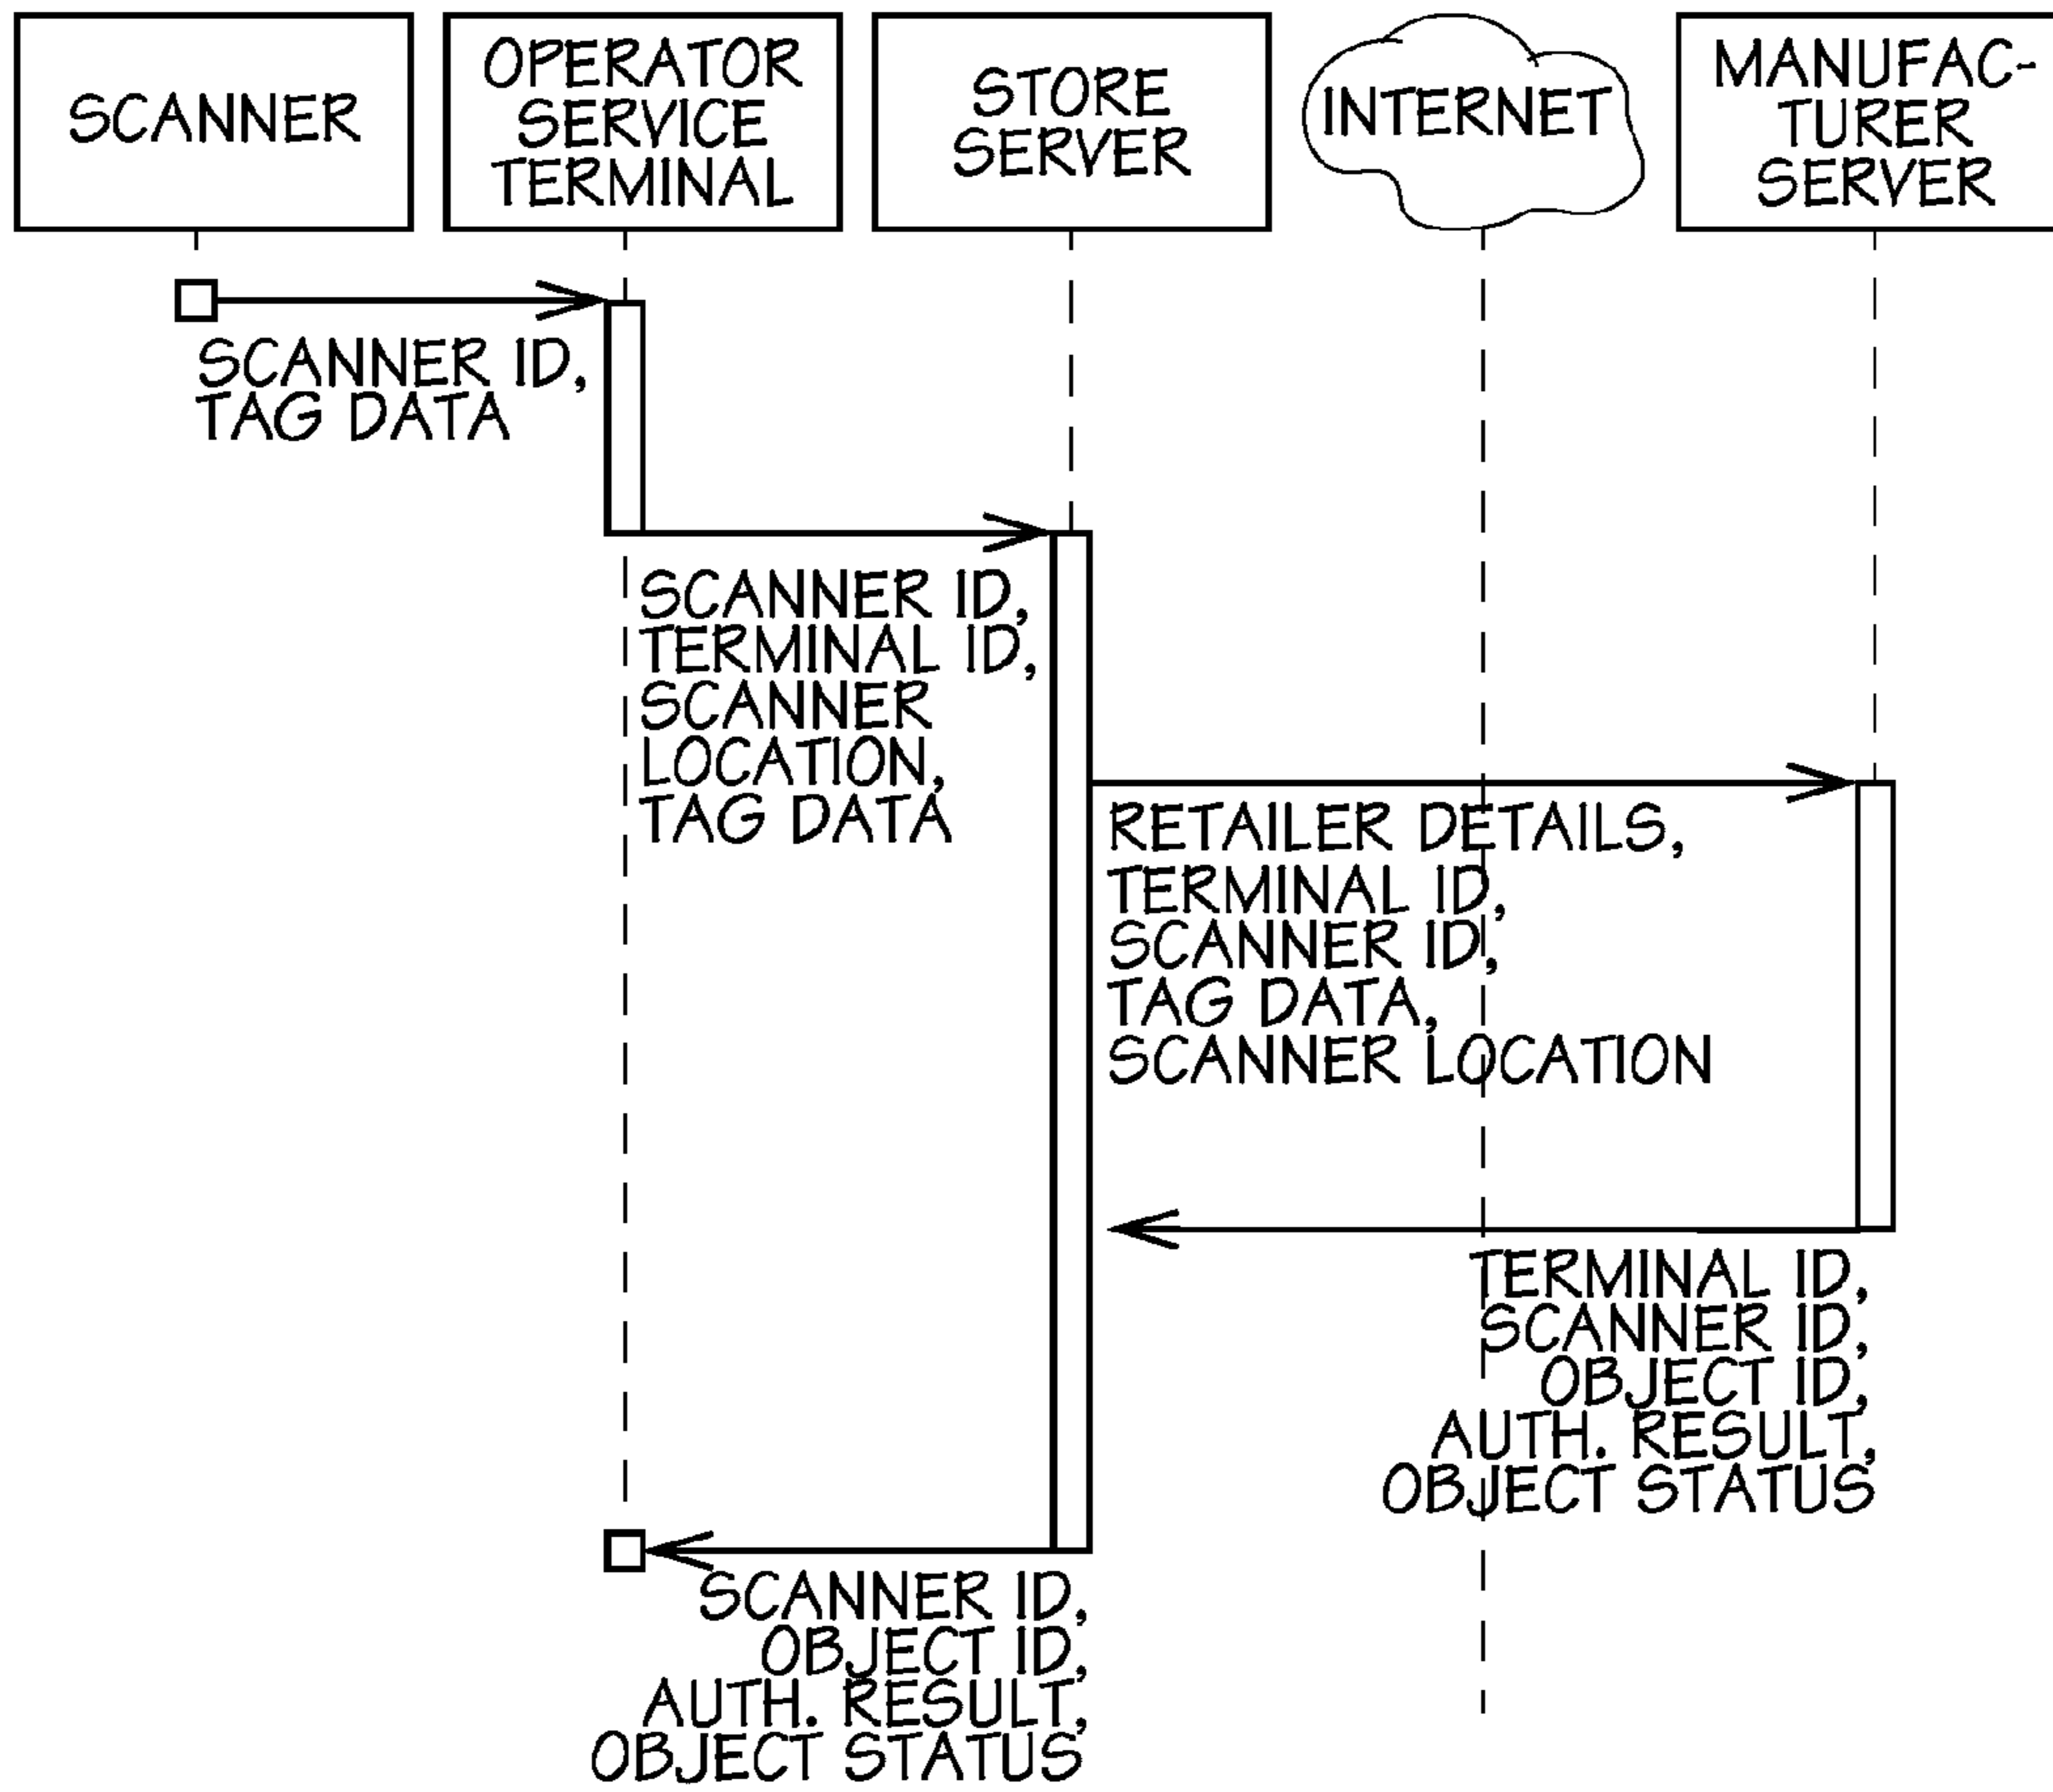 SCANNER
OPERATOR
SERVICE
TERMINAL
STORE
SERVER
INTERNET
MANUFAC-
TURER
SERVER
SCANNER ID,
TAG DATA
SCANNER ID,
TERMINAL ID,
SCANNER
LOCATION,
TAG DATA
RETAILER DETAILS,
TERMINAL ID,
SCANNER ID,
TAG DATA,
SCANNER LOCATION
TERMINAL ID,
SCANNER ID,
OBJECT ID,
AUTH. RESULT,
OBJECT STATUS
SCANNER ID,
OBJECT ID,
AUTH. RESULT,
OBJECT STATUS